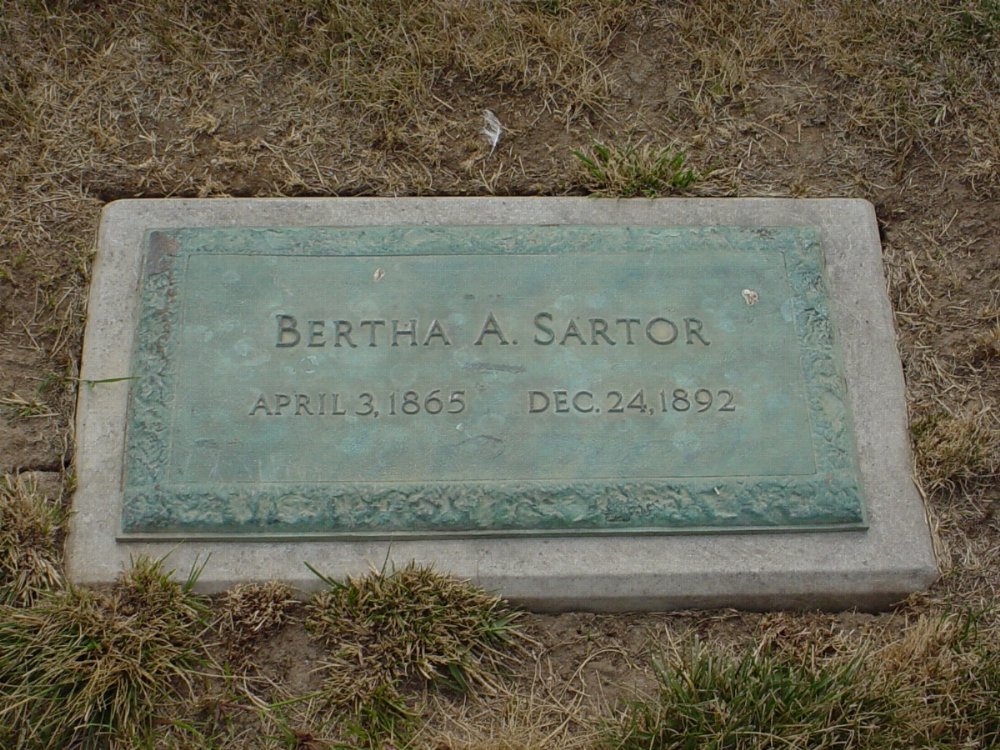 BERTHA A. SARTOR
APRIL 3, 1865 DEC. 24, 1892